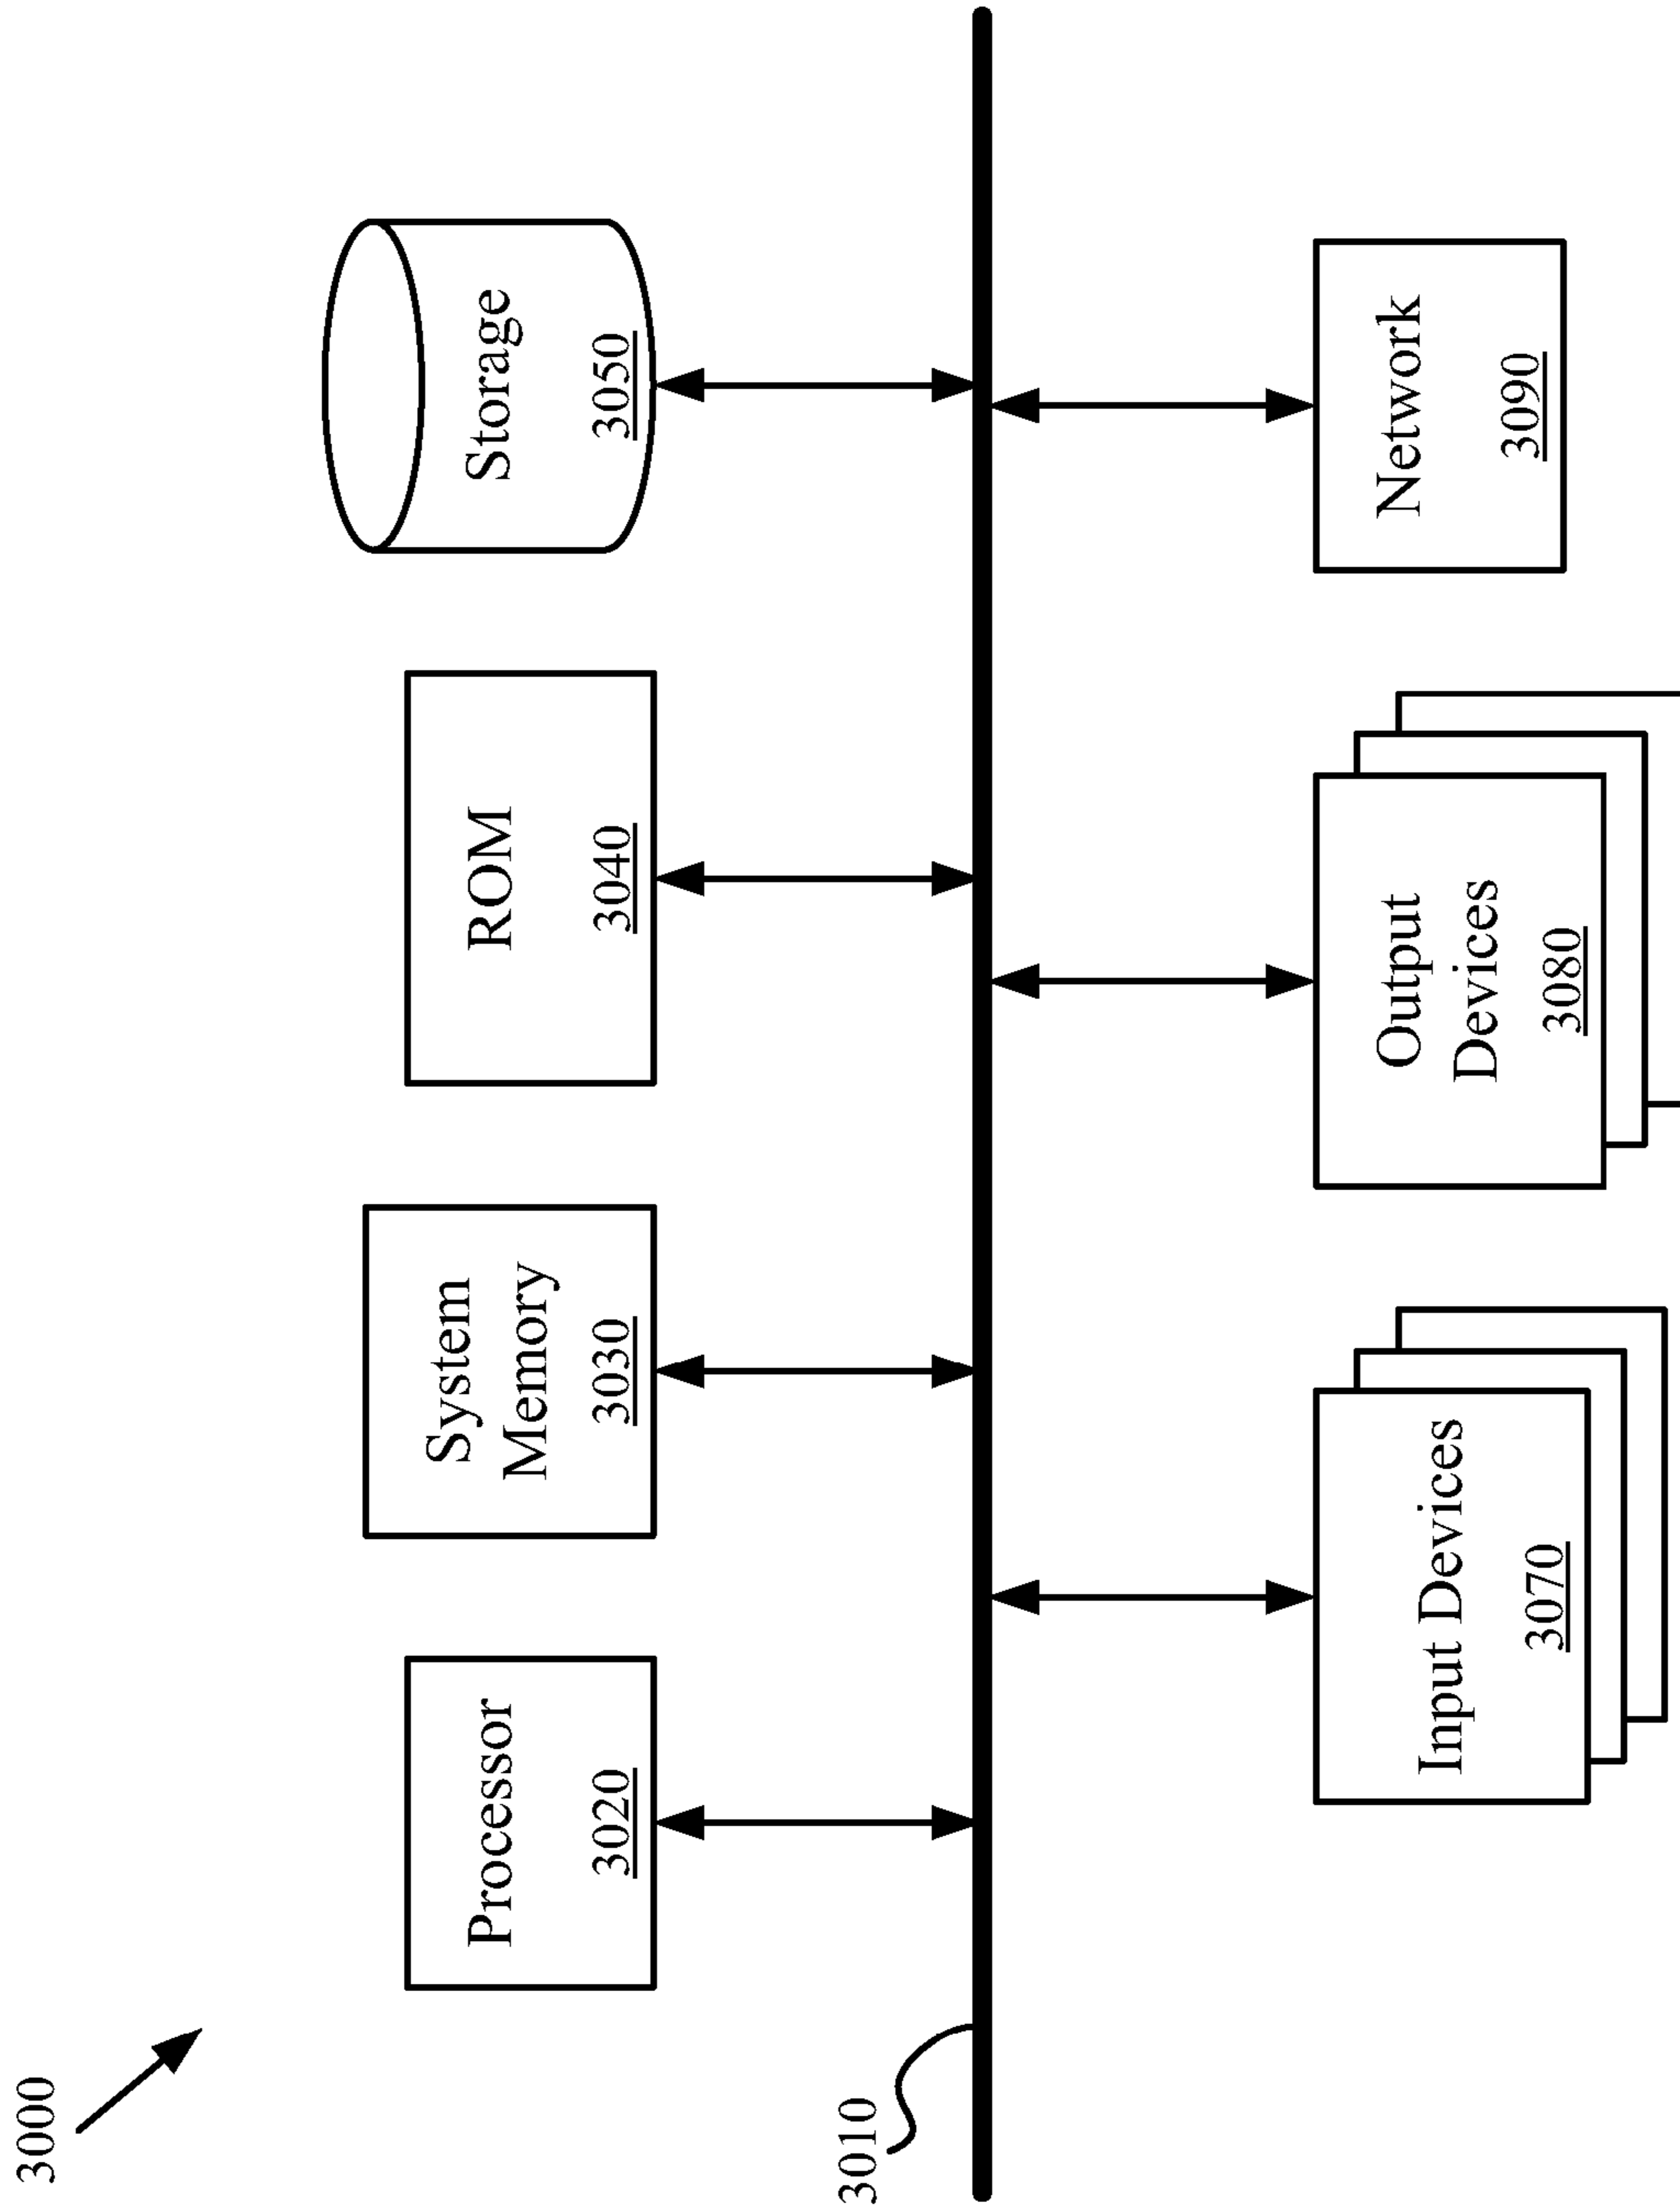 3000
Processor
3020
System
Memory
3030
ROM
3040
Storage
3050
3010
Input Devices
3070
Output
Devices
3080
Network
3090